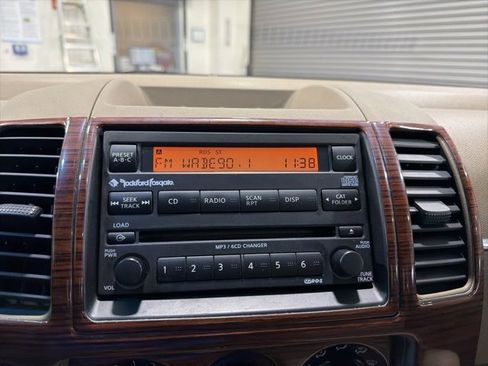 RDS ST
A
FM WABE90.1 11:38
PRESET
A•B•C
CLOCK
Rockford Fosgate
SEEK
TRACK
CD
RADIO
SCAN
RPT
DISP
CAT
FOLDER
LOAD
MP3 / 6CD CHANGER
PUSH
PWR
PUSH
AUDIO
1 2 3 4 5 6
VOL
TUNE
TRACK